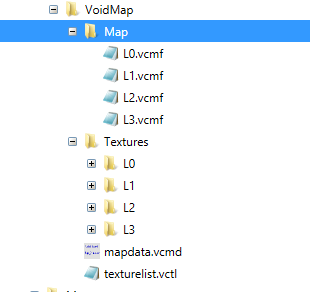 VoidMap
Map
L0.vcmf
L1.vcmf
L2.vcmf
L3.vcmf
Textures
L0
L1
L2
L3
mapdata.vcmd
texturelist.vctl